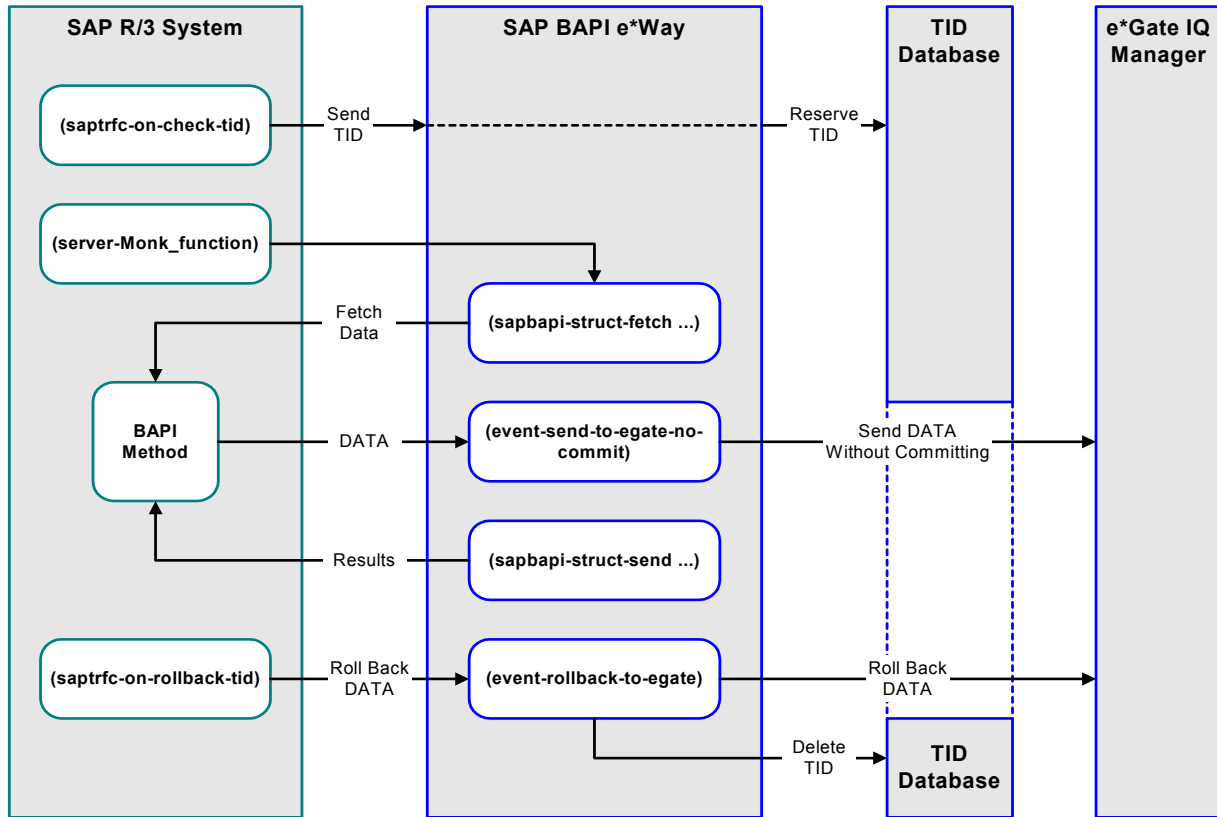 SAP R/3 System
SAP BAPI e*Way
TID
Database
e*Gate IQ
Manager
(saptrfc-on-check-tid)
Send
TID
Reserve
TID
(server-Monk_function)
Fetch
Data
(sapbapi-struct-fetch ...)
BAPI
Method
DATA
(event-send-to-egate-no-
commit)
Send DATA
Without Committing
Results
(sapbapi-struct-send ...)
(saptrfc-on-rollback-tid)
Roll Back
DATA
(event-rollback-to-egate)
Roll Back
DATA
Delete
TID
TID
Database